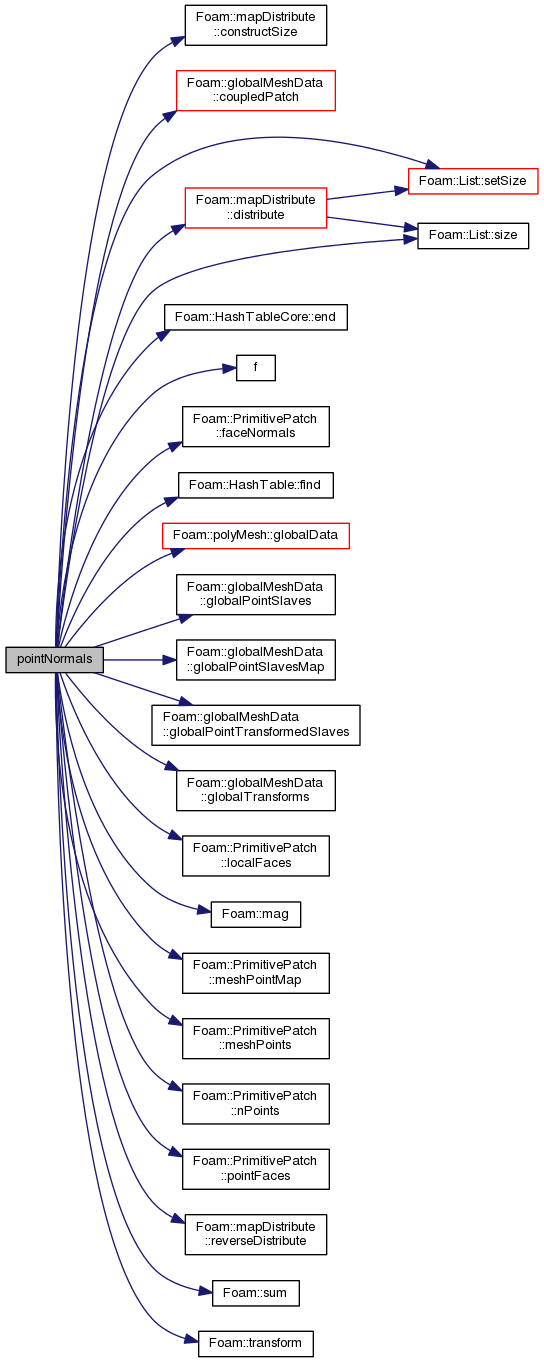 Foam::mapDistribute
::constructSize
Foam::globalMeshData
::coupledPatch
Foam::List::setSize
Foam::mapDistribute
::distribute
Foam::List::size
Foam::HashTableCore::end
f
Foam::PrimitivePatch
::faceNormals
Foam::HashTable::find
Foam::polyMesh::globalData
Foam::globalMeshData
::globalPointSlaves
pointNormals
Foam::globalMeshData
::globalPointSlavesMap
Foam::globalMeshData
::globalPointTransformedSlaves
Foam::globalMeshData
::globalTransforms
Foam::PrimitivePatch
::localFaces
Foam::mag
Foam::PrimitivePatch
::meshPointMap
Foam::PrimitivePatch
::meshPoints
Foam::PrimitivePatch
::nPoints
Foam::PrimitivePatch
::pointFaces
Foam::mapDistribute
::reverseDistribute
Foam::sum
Foam::transform